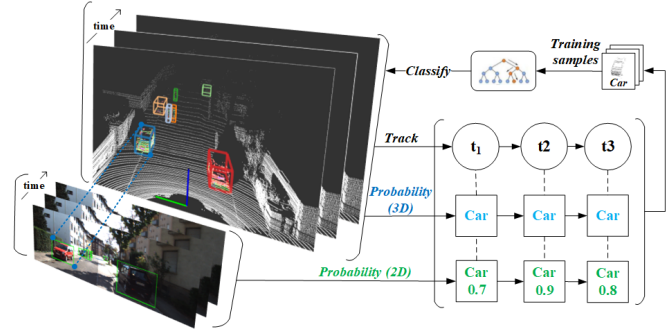 time
Training
samples
Car
Classify
Track
t1
t2
t3
time
Probability
(3D)
Car
Car
Car
Probability (2D)
Car
0.7
Car
0.9
Car
0.8